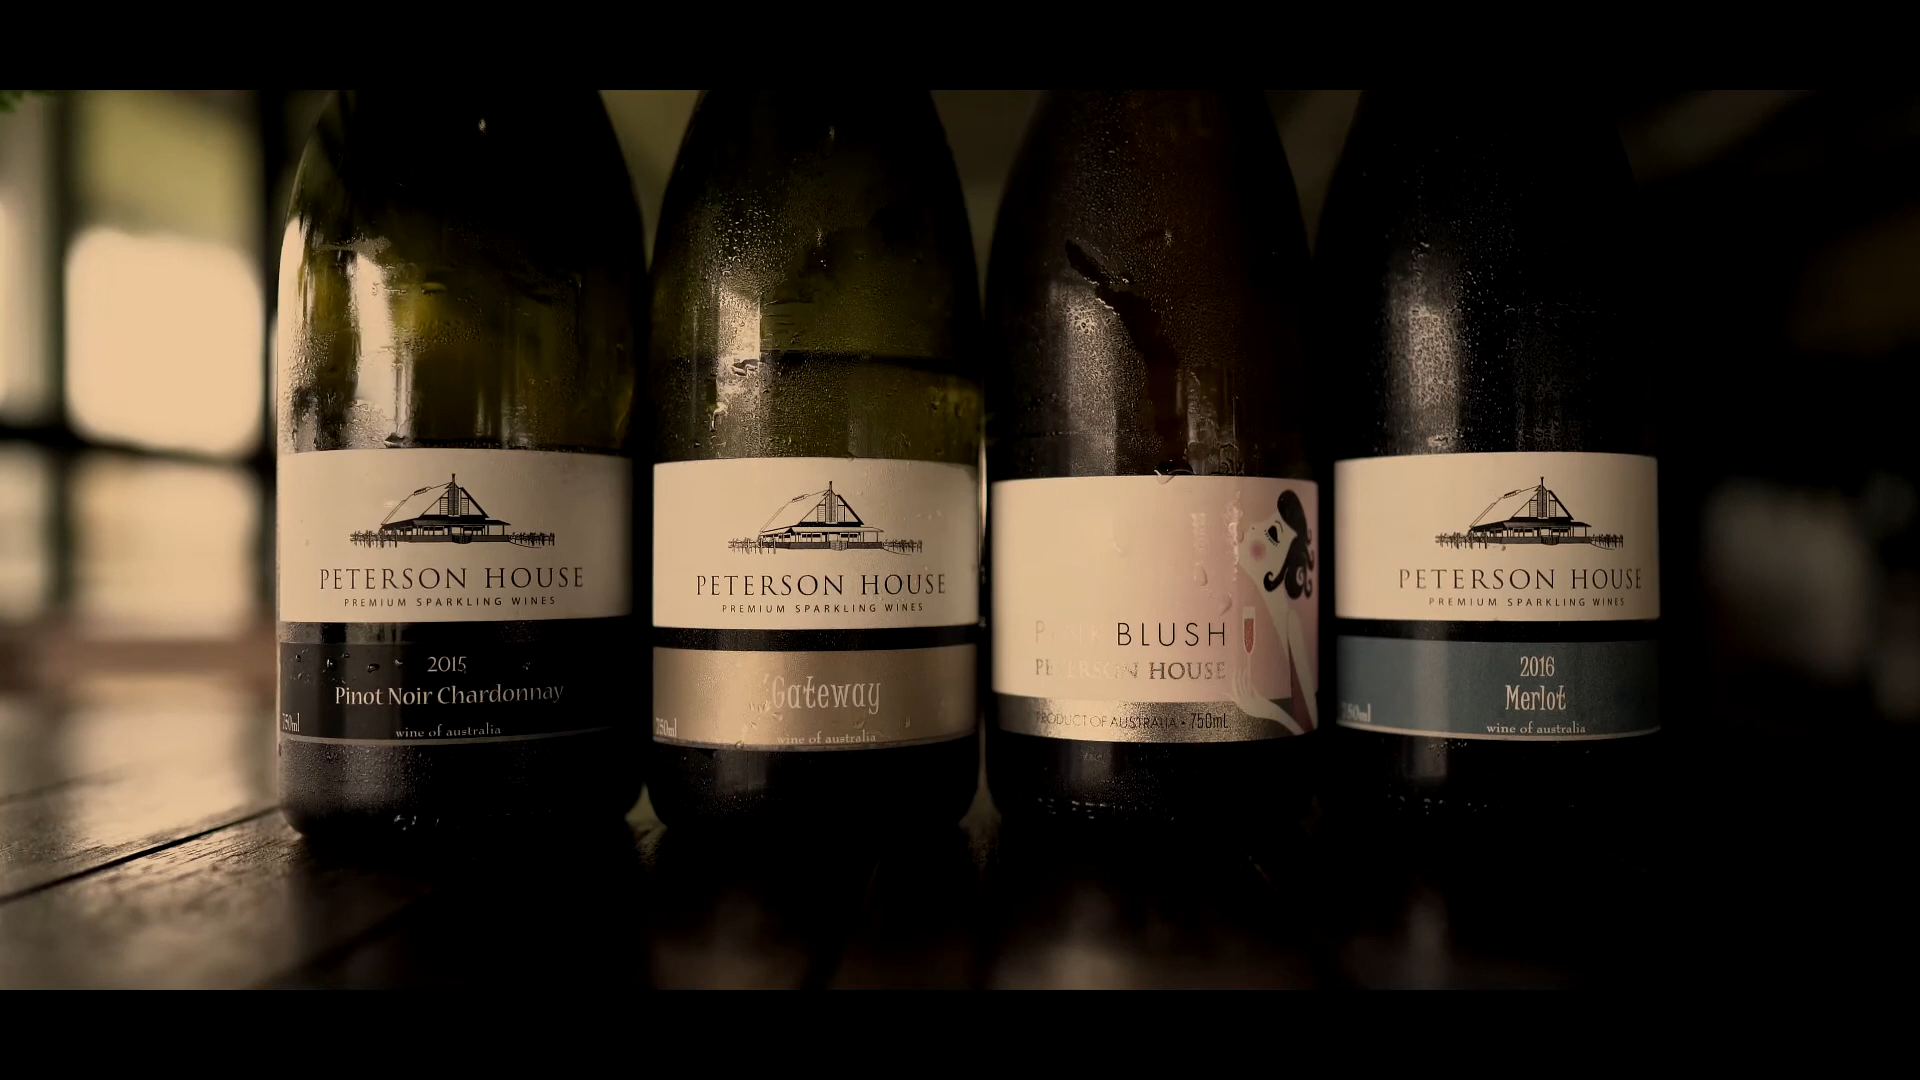 PETERSON HOUSE
PREMIUM SPARKLING WINES
2015
Pinot Noir Chardonnay
750ml
wine of australia
PETERSON HOUSE
PREMIUM SPARKLING WINES
Gateway
750ml
wine of australia
BLUSH
PETERSON HOUSE
PRODUCT OF AUSTRALIA • 750mL
PETERSON HOUSE
PREMIUM SPARKLING WINES
2016
Merlot
750ml
wine of australia